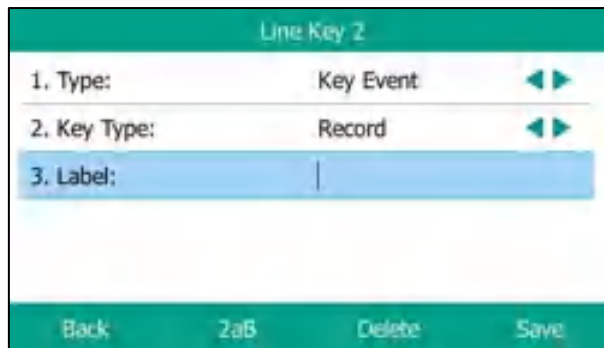 Line Key 2
1. Type: Key Event
2. Key Type: Record
3. Label:
Back 2aB Delete Save